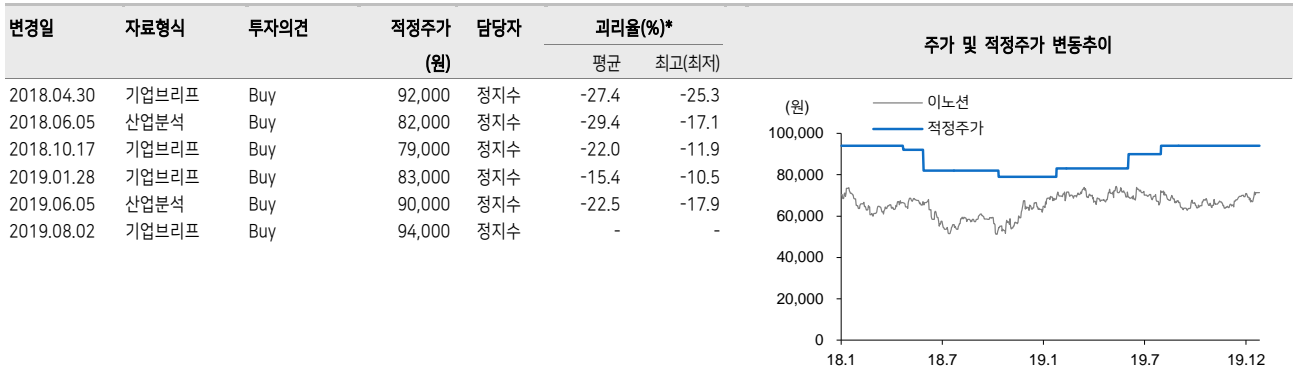 변경일 자료형식 투자의견 적정주가 담당자 괴리율(%)*
(원) 평균 최고(최저)
2018.04.30 기업브리프 Buy 92,000 정지수 -27.4 -25.3
2018.06.05 산업분석 Buy 82,000 정지수 -29.4 -17.1
2018.10.17 기업브리프 Buy 79,000 정지수 -22.0 -11.9
2019.01.28 기업브리프 Buy 83,000 정지수 -15.4 -10.5
2019.06.05 산업분석 Buy 90,000 정지수 -22.5 -17.9
2019.08.02 기업브리프 Buy 94,000 정지수 - -
주가 및 적정주가 변동추이
(원)
이노션
적정주가
100,000
80,000
60,000
40,000
20,000
0
18.1 18.7 19.1 19.7 19.12